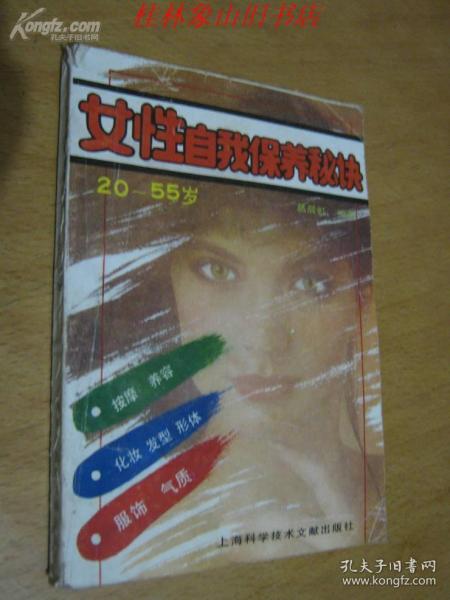 桂林象山旧书店
Kongfz.com
孔夫子旧书网
女性自我保养秘诀
20—55岁
按摩 养容
化妆 发型 形体
服饰 气质
上海科学技术文献出版社
孔夫子旧书网
www.kongfz.com